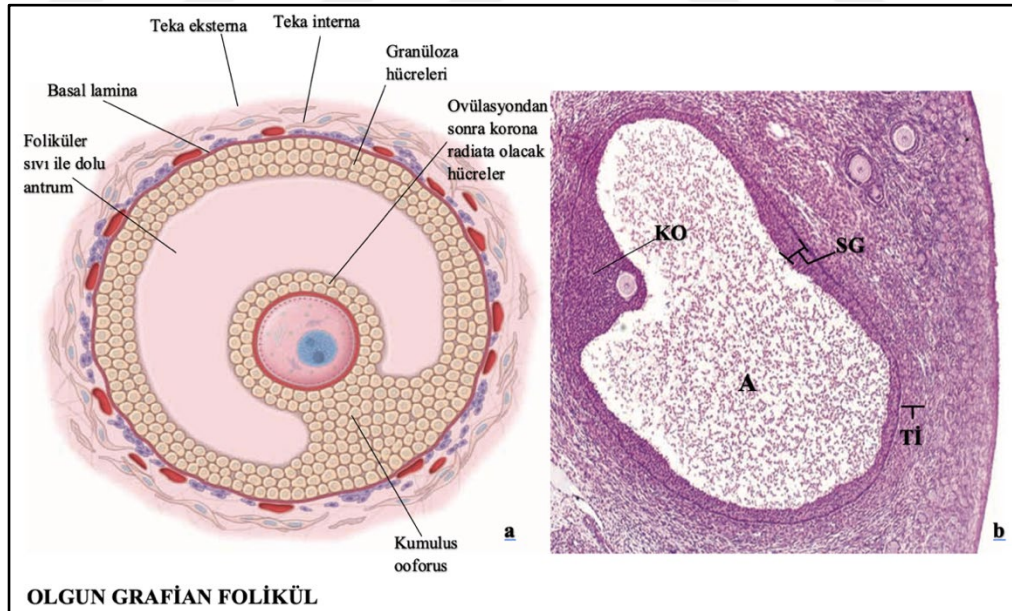 Teka eksterna
Teka interna
Granüloza
hücreleri
Basal lamina
Ovülasyondan
sonra korona
radiata olacak
hücreler
Foliküler
sıvı ile dolu
antrum
Kumulus
ooforus
a
KO
SG
A
Tİ
b
OLGUN GRAFİAN FOLİKÜL